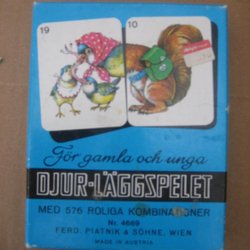 19 10
För gamla och unga
DJUR-LÄGGSPELET
MED 576 ROLIGA KOMBINATIONER
Nr. 4669
FERD. PIATNIK & SÖHNE, WIEN
MADE IN AUSTRIA